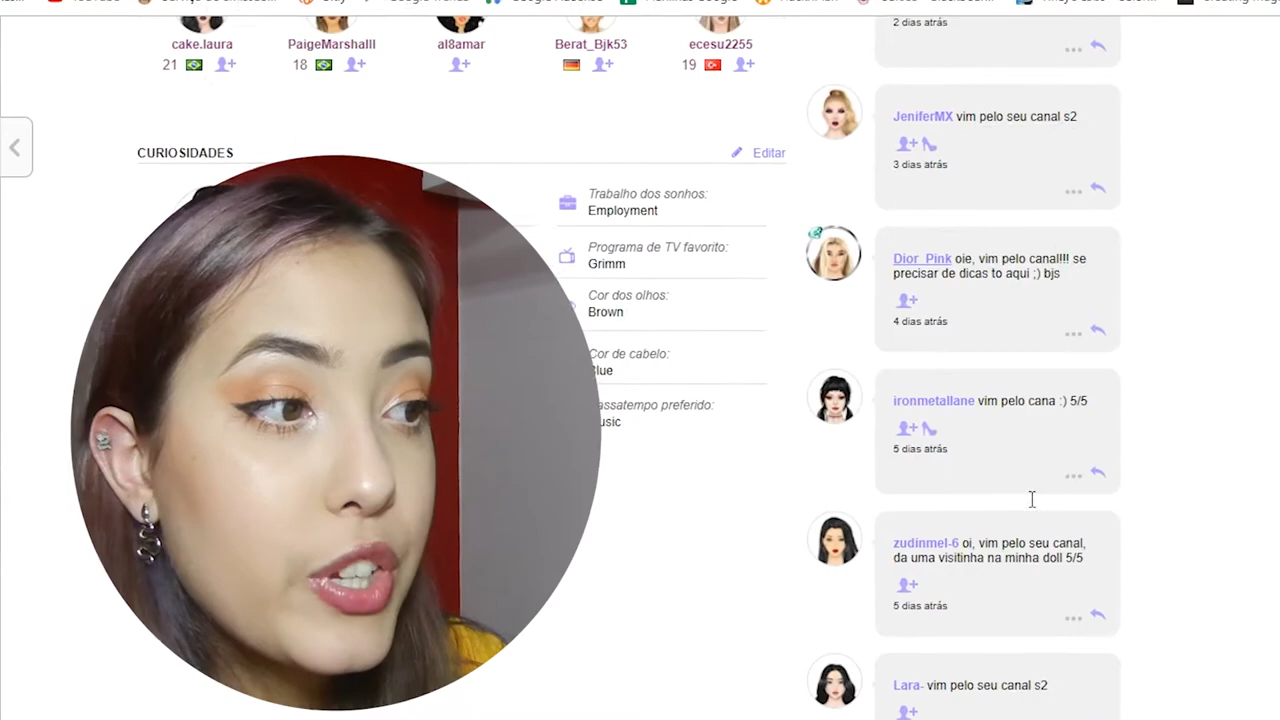 cake.laura
PaigeMarshalll
al8amar
Berat_Bjk53
ecesu2255
21
18
19
CURIOSIDADES
Editar
Trabalho dos sonhos:
Employment
Programa de TV favorito:
Grimm
Cor dos olhos:
Brown
Cor de cabelo:
2 dias atrás
JeniferMX vim pelo seu canal s2
3 dias atrás
Dior_Pink oie, vim pelo canal!!! se
precisar de dicas to aqui ;) bjs
4 dias atrás
ironmetallane vim pelo cana :) 5/5
5 dias atrás
zudinmel-6 oi, vim pelo seu canal,
da uma visitinha na minha doll 5/5
5 dias atrás
Lara- vim pelo seu canal s2